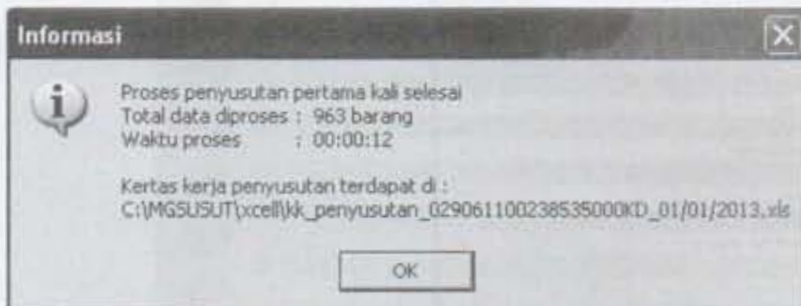 Informasi
Proses penyusutan pertama kali selesai
Total data diproses : 963 barang
Waktu proses : 00:00:12
Kertas kerja penyusutan terdapat di :
C:\MGSUSUT\xcell\kk_penyusutan_029061100238535000KD_01/01/2013.xls
OK